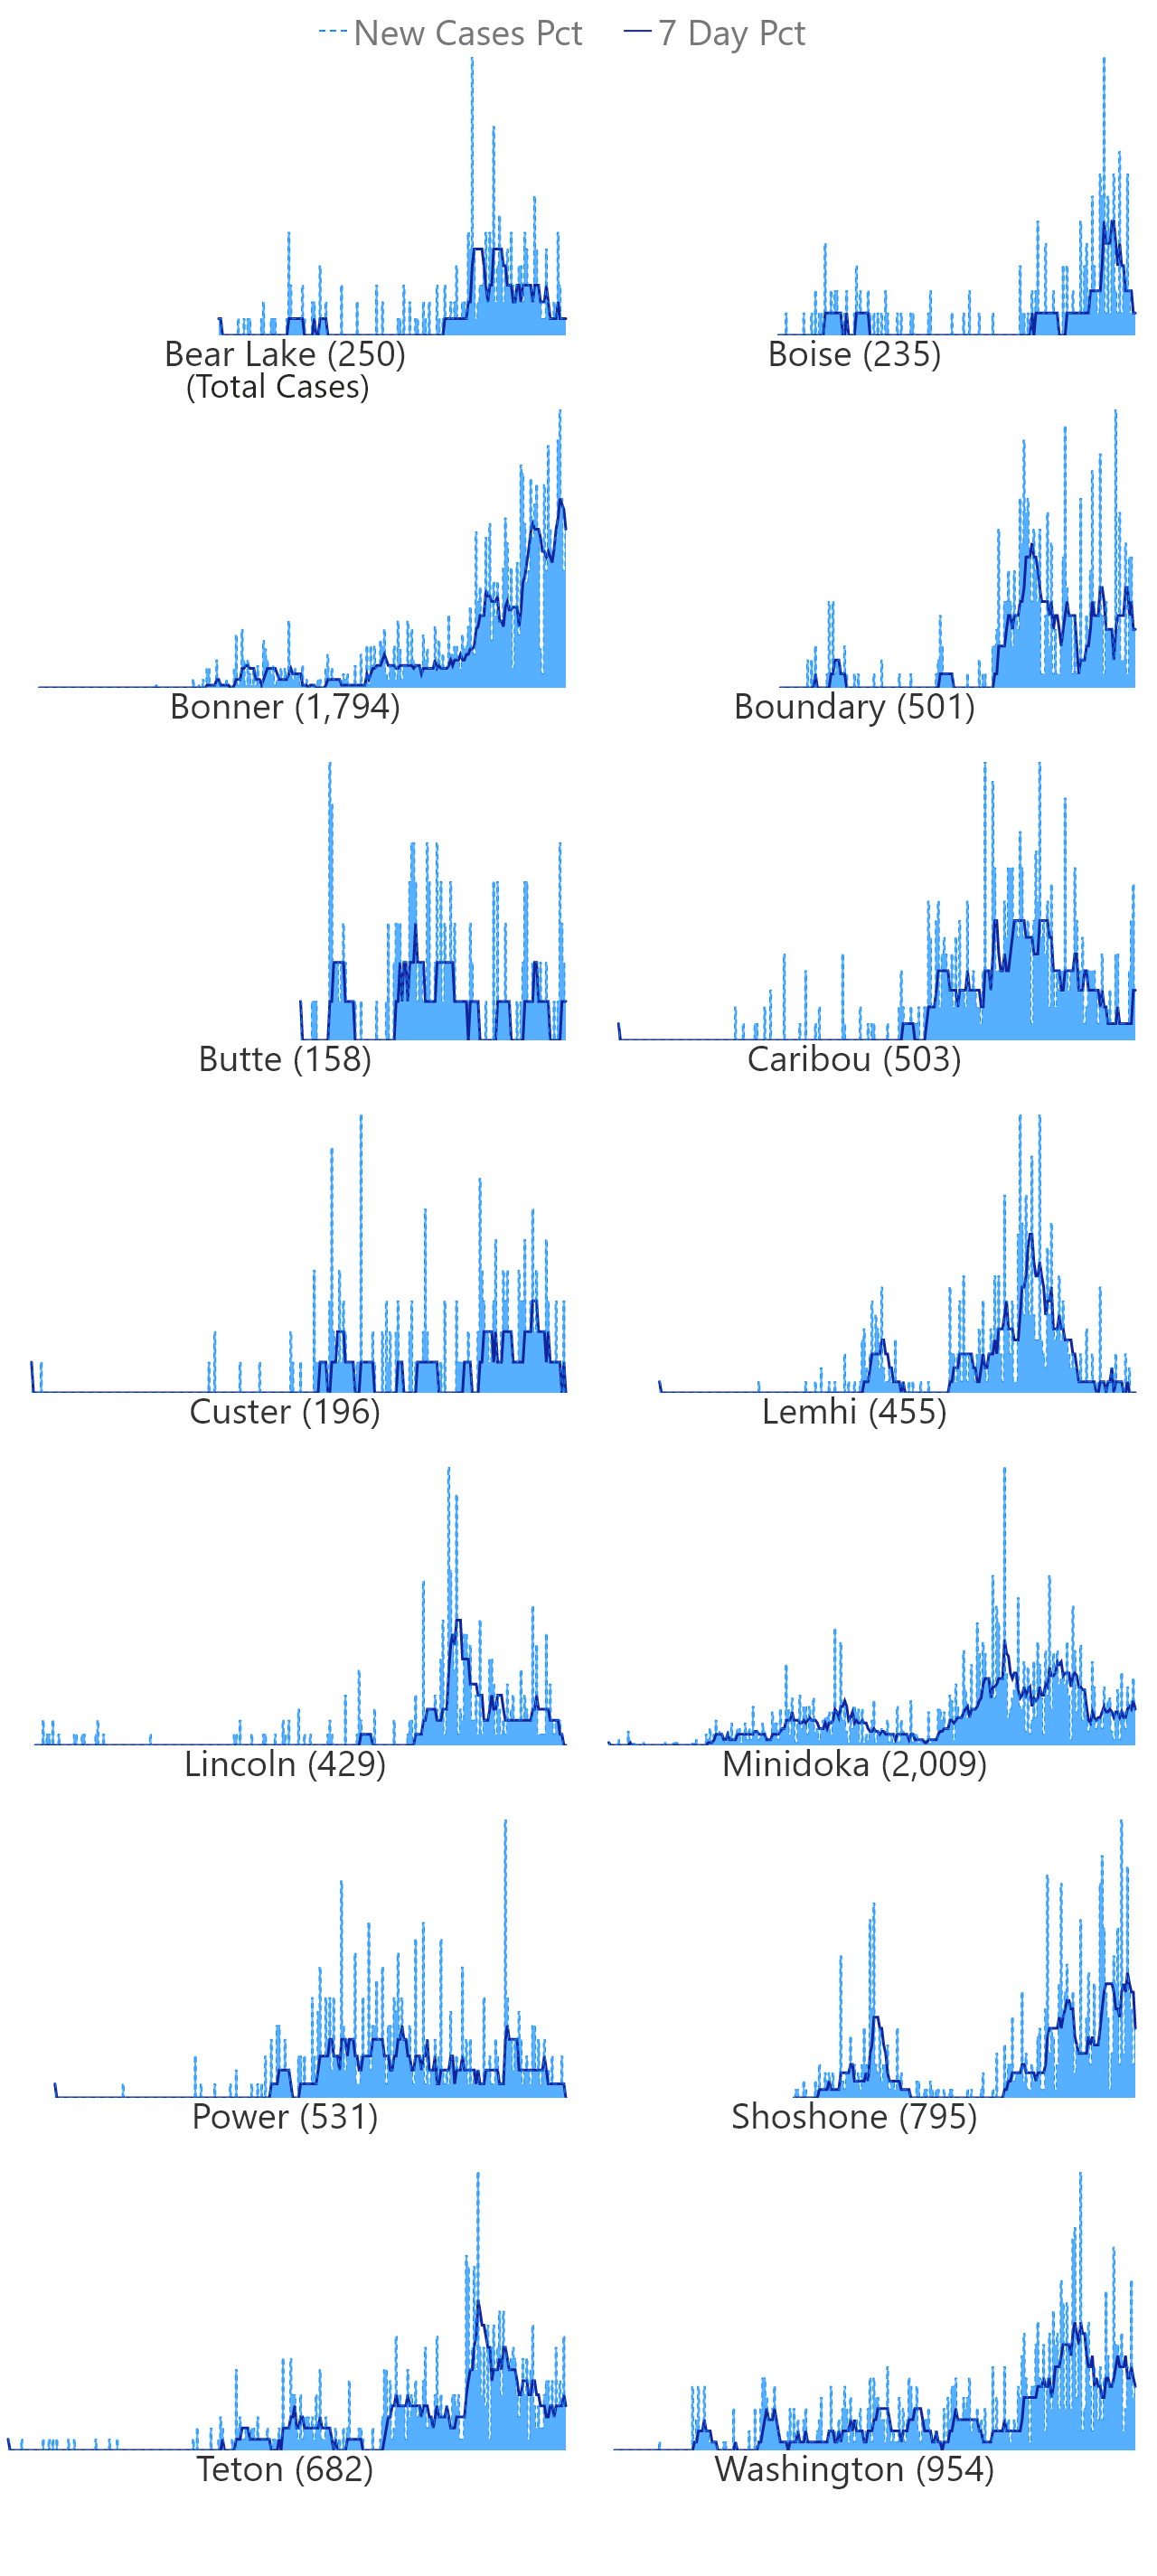 New Cases Pct 7 Day Pct
Bear Lake (250) Boise (235)
(Total Cases)
Bonner (1,794) Boundary (501)
Butte (158) Caribou (503)
Custer (196) Lemhi (455)
Lincoln (429) Minidoka (2,009)
Power (531) Shoshone (795)
Teton (682) Washington (954)